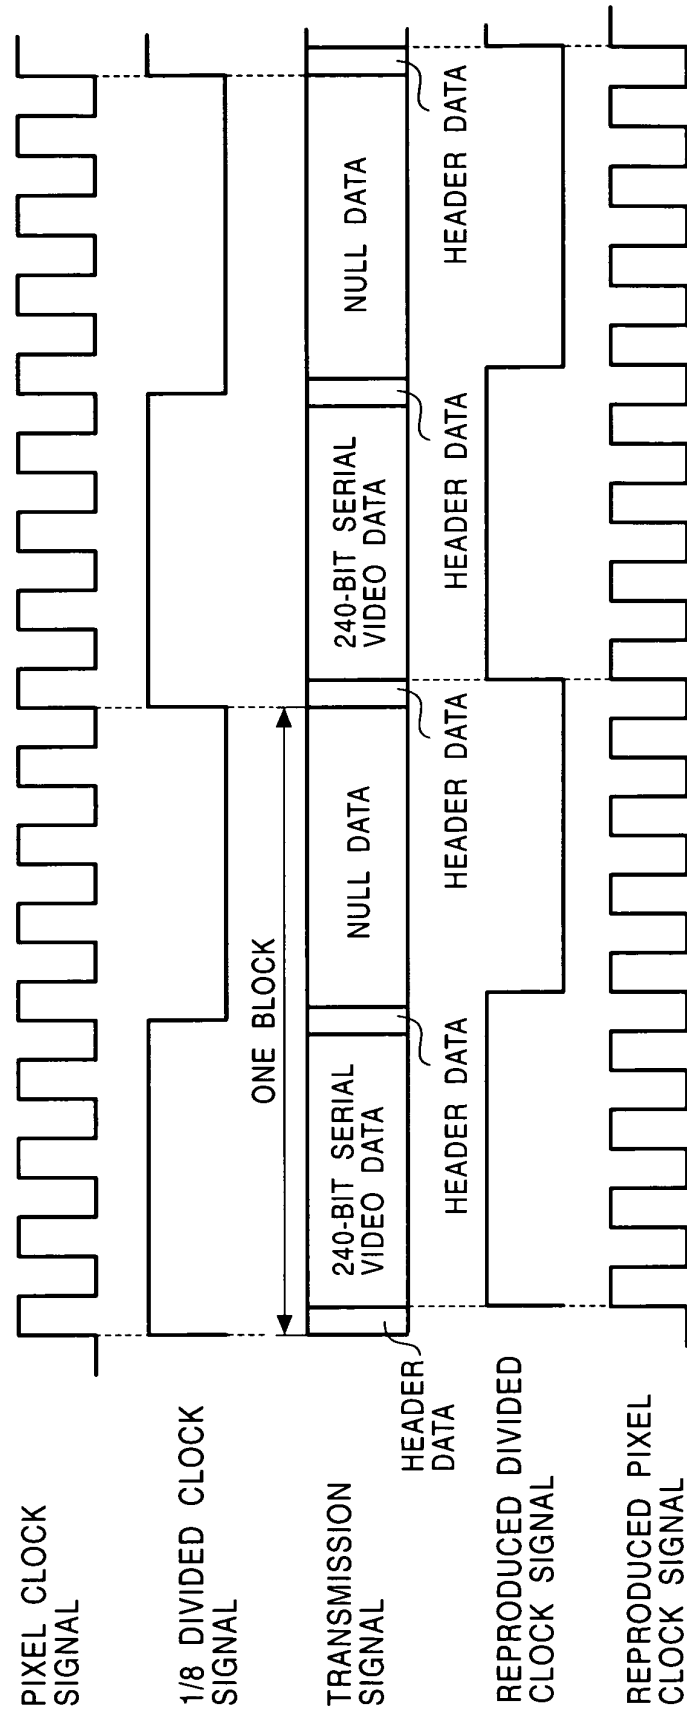 PIXEL CLOCK
SIGNAL
1/8 DIVIDED CLOCK
SIGNAL
ONE BLOCK
TRANSMISSION
SIGNAL
240-BIT SERIAL
VIDEO DATA
NULL DATA
240-BIT SERIAL
VIDEO DATA
NULL DATA
HEADER
DATA
HEADER DATA
HEADER DATA
HEADER DATA
HEADER DATA
REPRODUCED DIVIDED
CLOCK SIGNAL
REPRODUCED PIXEL
CLOCK SIGNAL